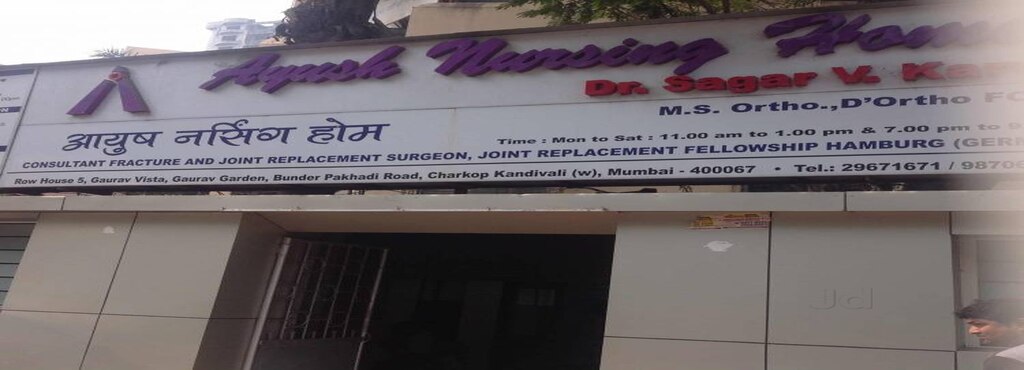 Ayush Nursing Home
Dr. Sagar V.
आयुष नर्सिंग होम
M.S. Ortho., D'Ortho
Time : Mon to Sat : 11.00 am to 1.00 pm & 7.00 pm to
CONSULTANT FRACTURE AND JOINT REPLACEMENT SURGEON, JOINT REPLACEMENT FELLOWSHIP HAMBURG
Row House 5, Gaurav Vista, Gaurav Garden, Bunder Pakhadi Road, Charkop Kandivali (w), Mumbai - 400067 • Tel.: 29671671 /
Jd